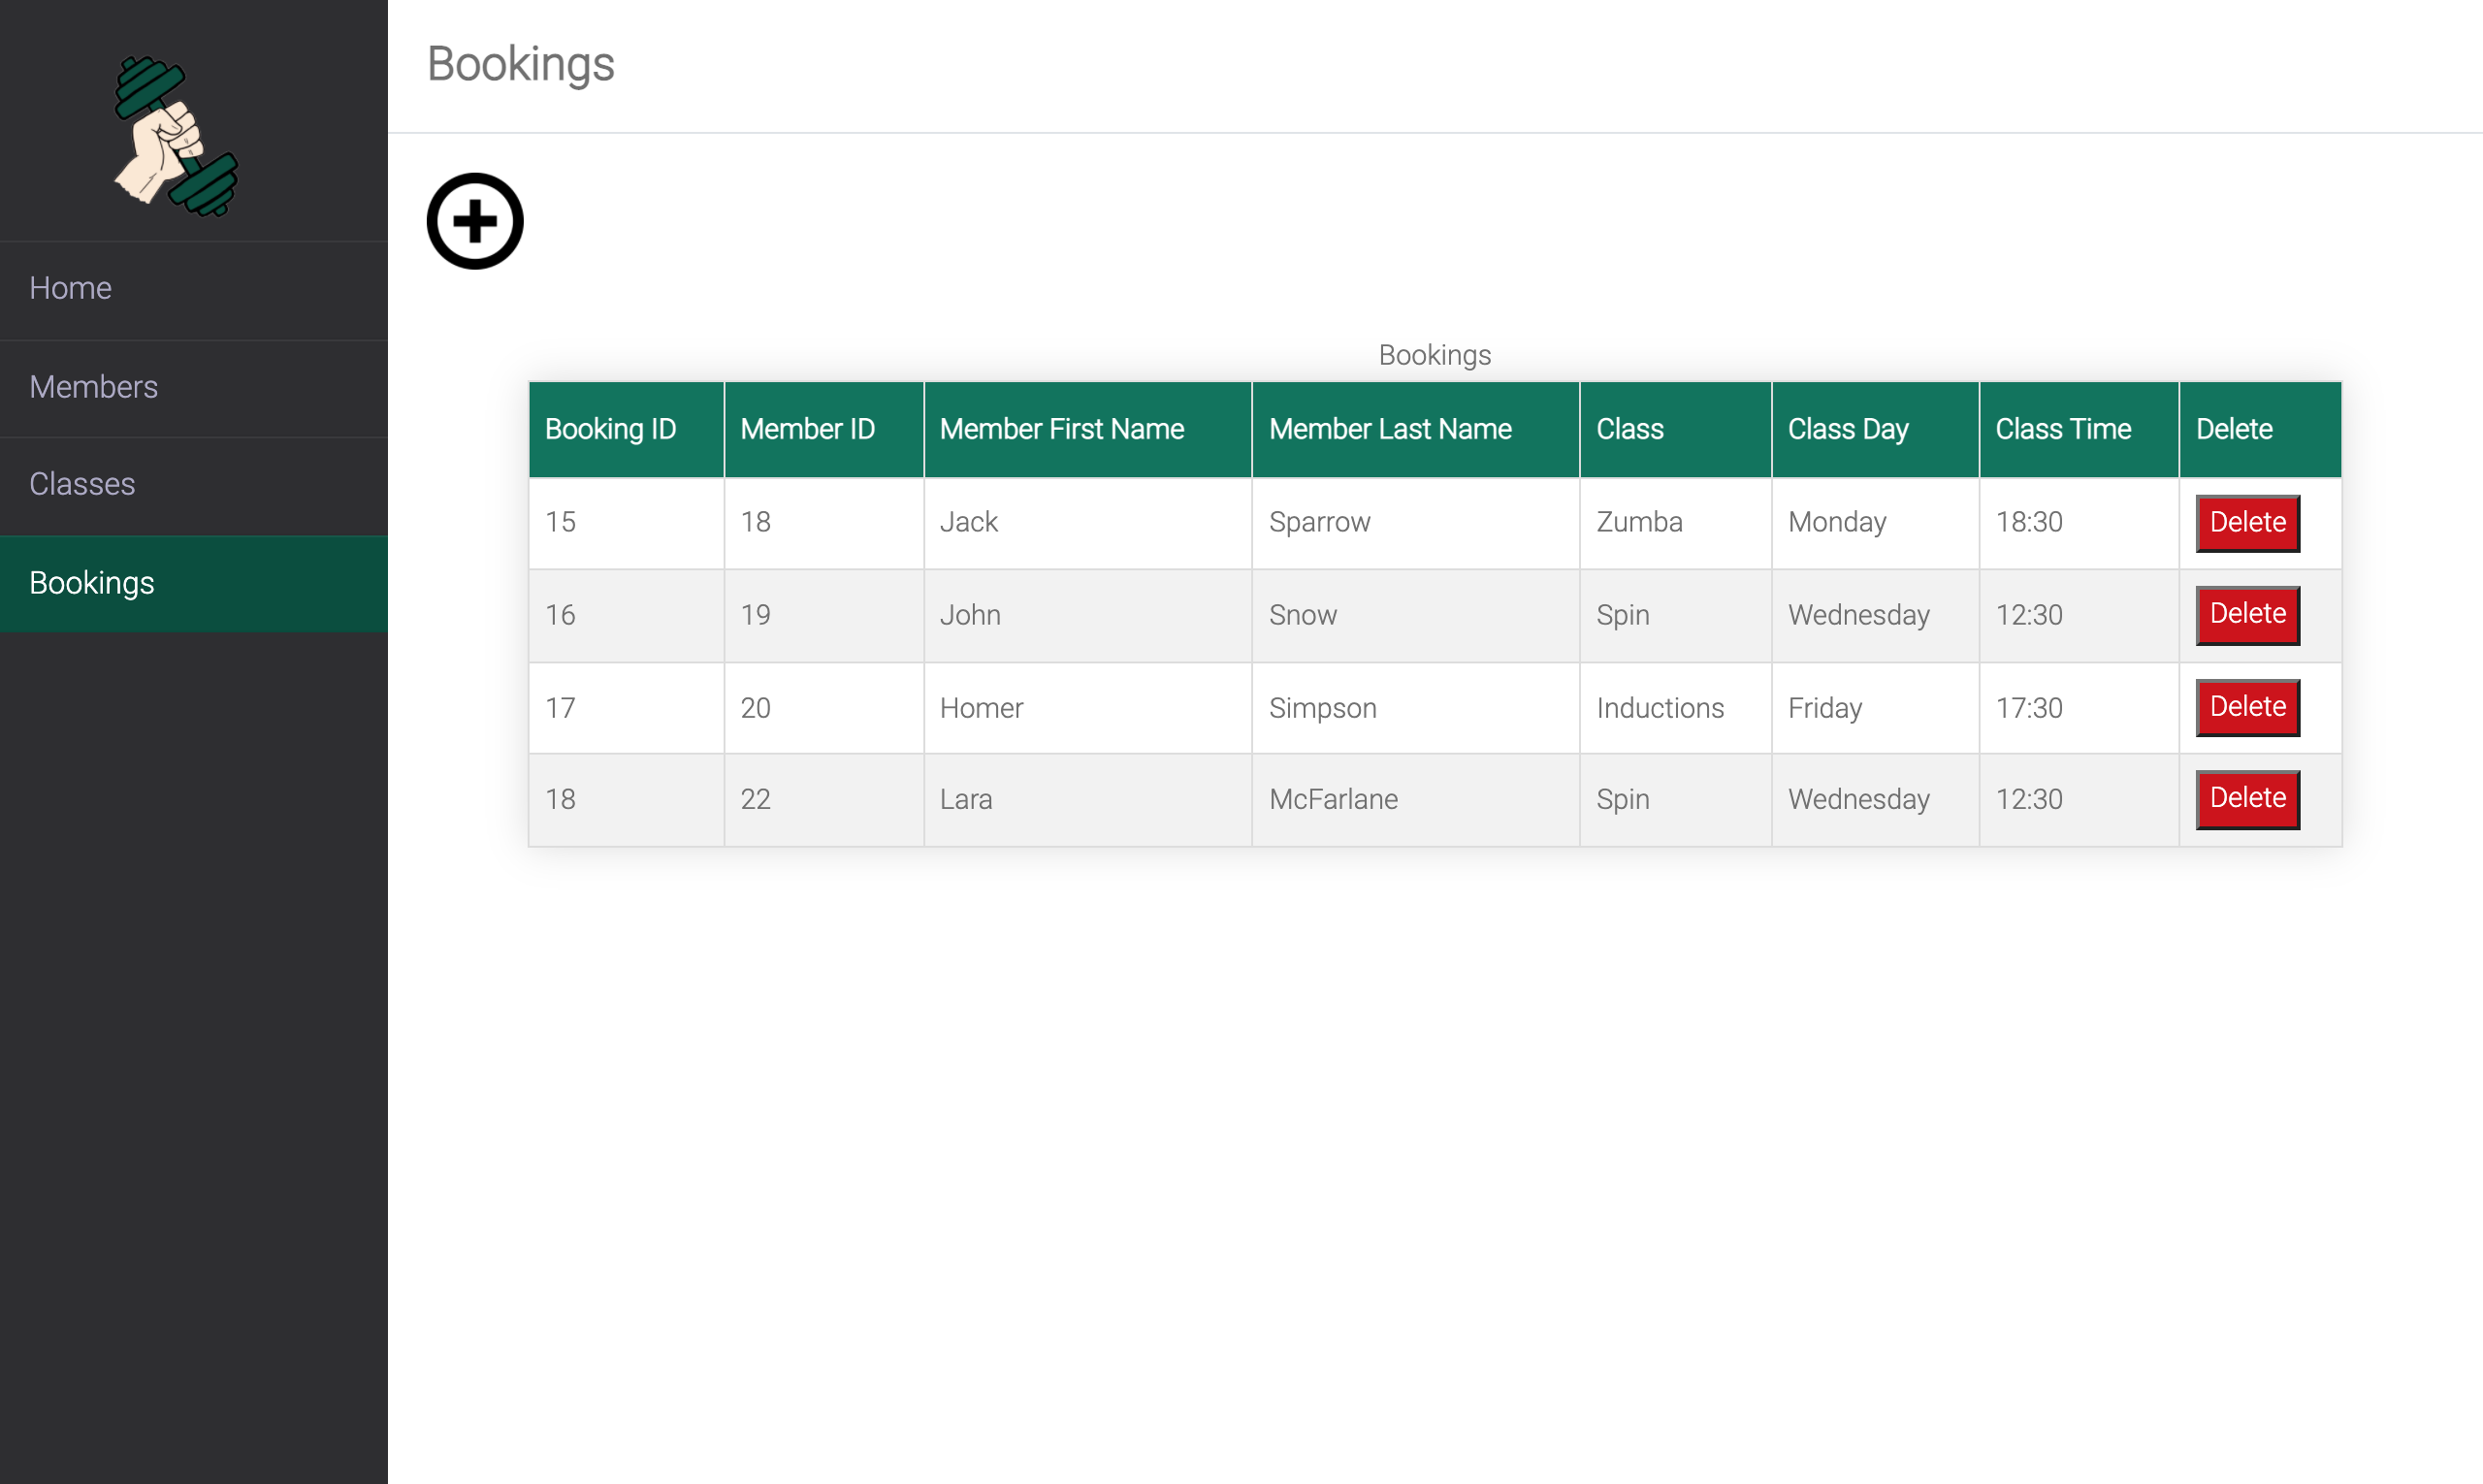 Bookings
Home
Members
Classes
Bookings
Bookings
Booking ID Member ID Member First Name Member Last Name Class Class Day Class Time Delete
15 18 Jack Sparrow Zumba Monday 18:30 Delete
16 19 John Snow Spin Wednesday 12:30 Delete
17 20 Homer Simpson Inductions Friday 17:30 Delete
18 22 Lara McFarlane Spin Wednesday 12:30 Delete